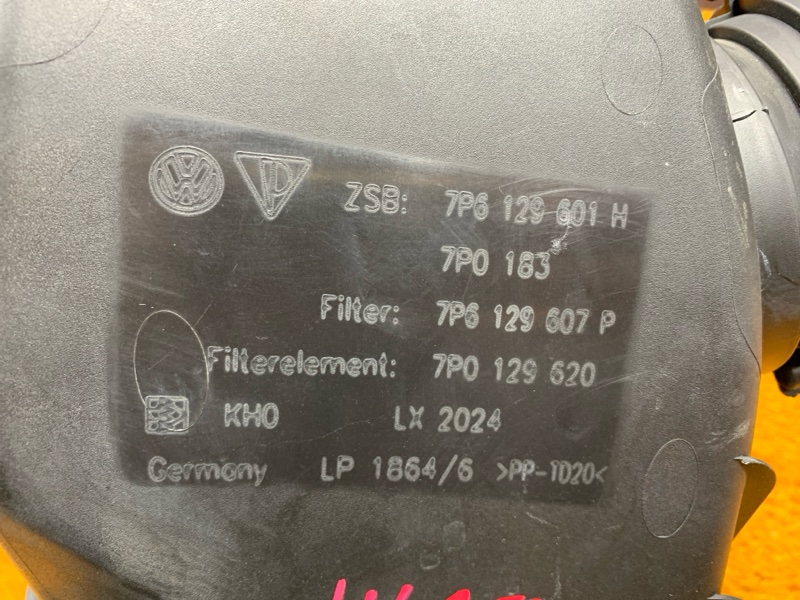 ZSB: 7P6 129 601 H
7P0 183
Filter: 7P6 129 607 P
Filterelement: 7P0 129 620
KHO LX 2024
Germany LP 1864/6 >PP-TD20<